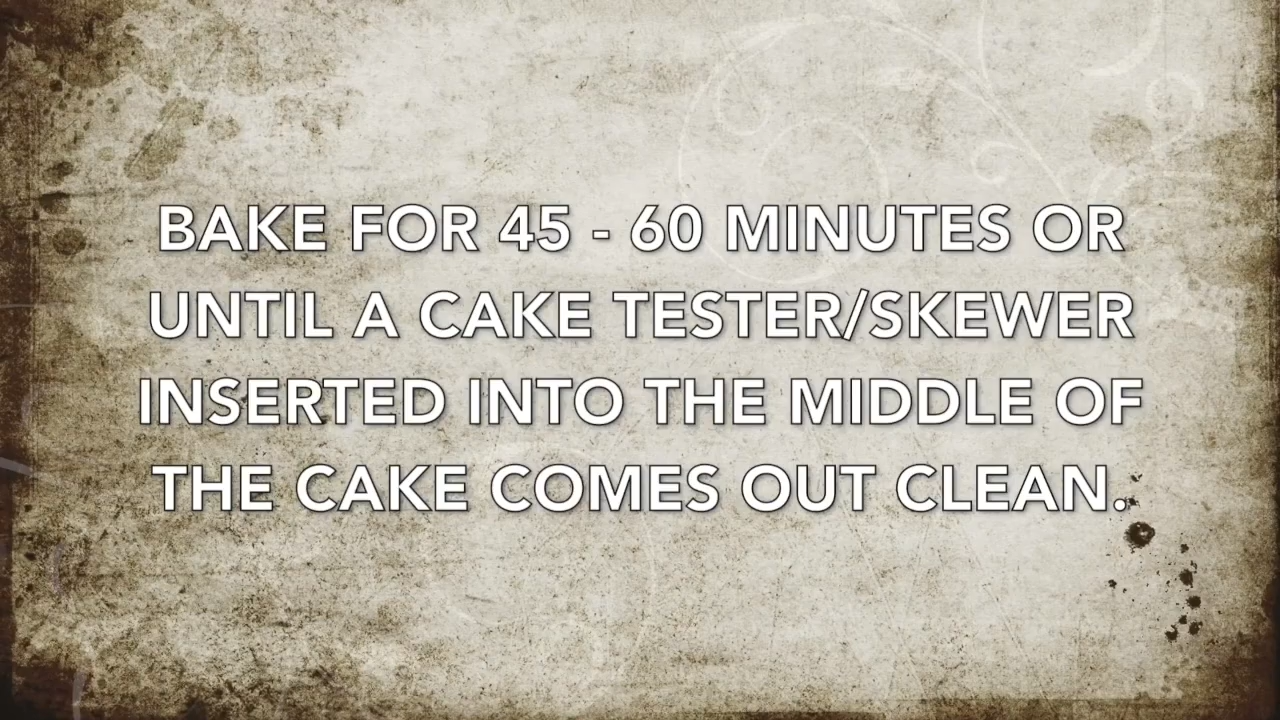 BAKE FOR 45 - 60 MINUTES OR
UNTIL A CAKE TESTER/SKEWER
INSERTED INTO THE MIDDLE OF
THE CAKE COMES OUT CLEAN.